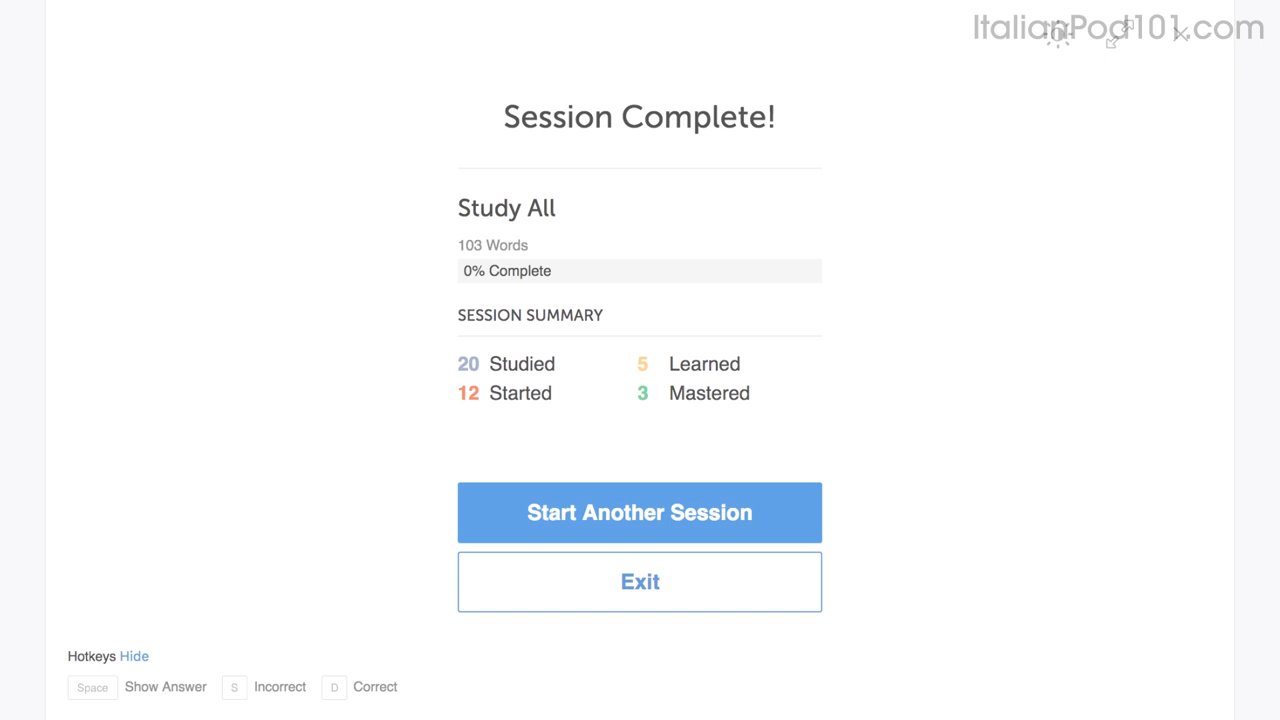 ItalianPod101.com
Session Complete!
Study All
103 Words
0% Complete
SESSION SUMMARY
20 Studied 5 Learned
12 Started 3 Mastered
Start Another Session
Exit
Hotkeys Hide
Space Show Answer S Incorrect D Correct